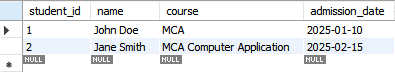 student_id name course admission_date
1 John Doe MCA 2025-01-10
2 Jane Smith MCA Computer Application 2025-02-15
NULL NULL NULL NULL